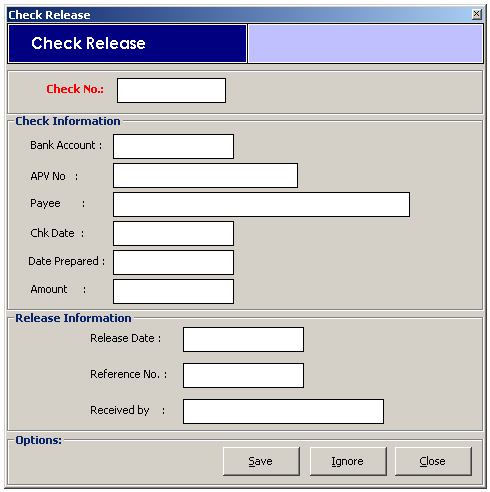 Check Release
Check Release
Check No.:
Check Information
Bank Account :
APV No :
Payee :
Chk Date :
Date Prepared :
Amount :
Release Information
Release Date :
Reference No. :
Received by :
Options:
Save Ignore Close